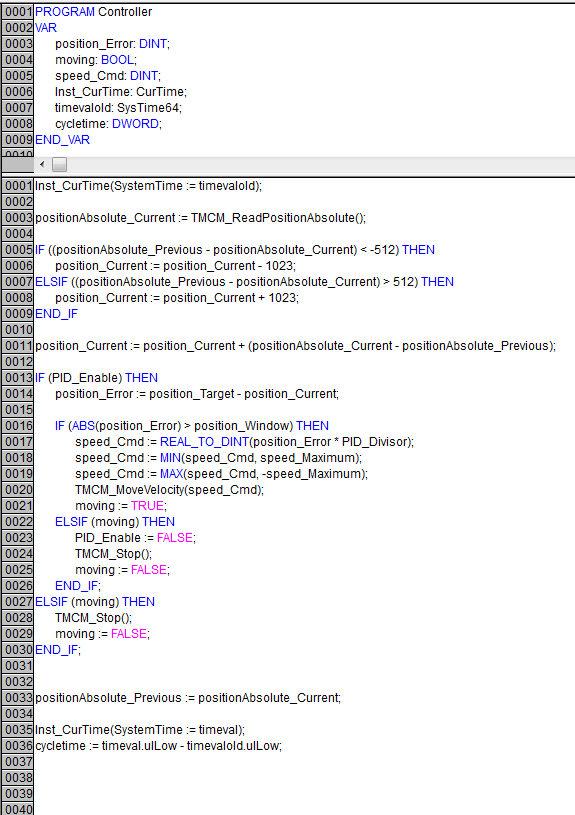 0001 PROGRAM Controller
0002 VAR
0003 position_Error: DINT;
0004 moving: BOOL;
0005 speed_Cmd: DINT;
0006 Inst_CurTime: CurTime;
0007 timevalold: SysTime64;
0008 cycletime: DWORD;
0009 END_VAR
0010
0001 Inst_CurTime(SystemTime := timevalold);
0002
0003 positionAbsolute_Current := TMCM_ReadPositionAbsolute();
0004
0005 IF ((positionAbsolute_Previous - positionAbsolute_Current) < -512) THEN
0006 position_Current := position_Current - 1023;
0007 ELSIF ((positionAbsolute_Previous - positionAbsolute_Current) > 512) THEN
0008 position_Current := position_Current + 1023;
0009 END_IF
0010
0011 position_Current := position_Current + (positionAbsolute_Current - positionAbsolute_Previous);
0012
0013 IF (PID_Enable) THEN
0014 position_Error := position_Target - position_Current;
0015
0016 IF (ABS(position_Error) > position_Window) THEN
0017 speed_Cmd := REAL_TO_DINT(position_Error * PID_Divisor);
0018 speed_Cmd := MIN(speed_Cmd, speed_Maximum);
0019 speed_Cmd := MAX(speed_Cmd, -speed_Maximum);
0020 TMCM_MoveVelocity(speed_Cmd);
0021 moving := TRUE;
0022 ELSIF (moving) THEN
0023 PID_Enable := FALSE;
0024 TMCM_Stop();
0025 moving := FALSE;
0026 END_IF;
0027 ELSIF (moving) THEN
0028 TMCM_Stop();
0029 moving := FALSE;
0030 END_IF;
0031
0032
0033 positionAbsolute_Previous := positionAbsolute_Current;
0034
0035 Inst_CurTime(SystemTime := timeval);
0036 cycletime := timeval.ulLow - timevalold.ulLow;
0037
0038
0039
0040